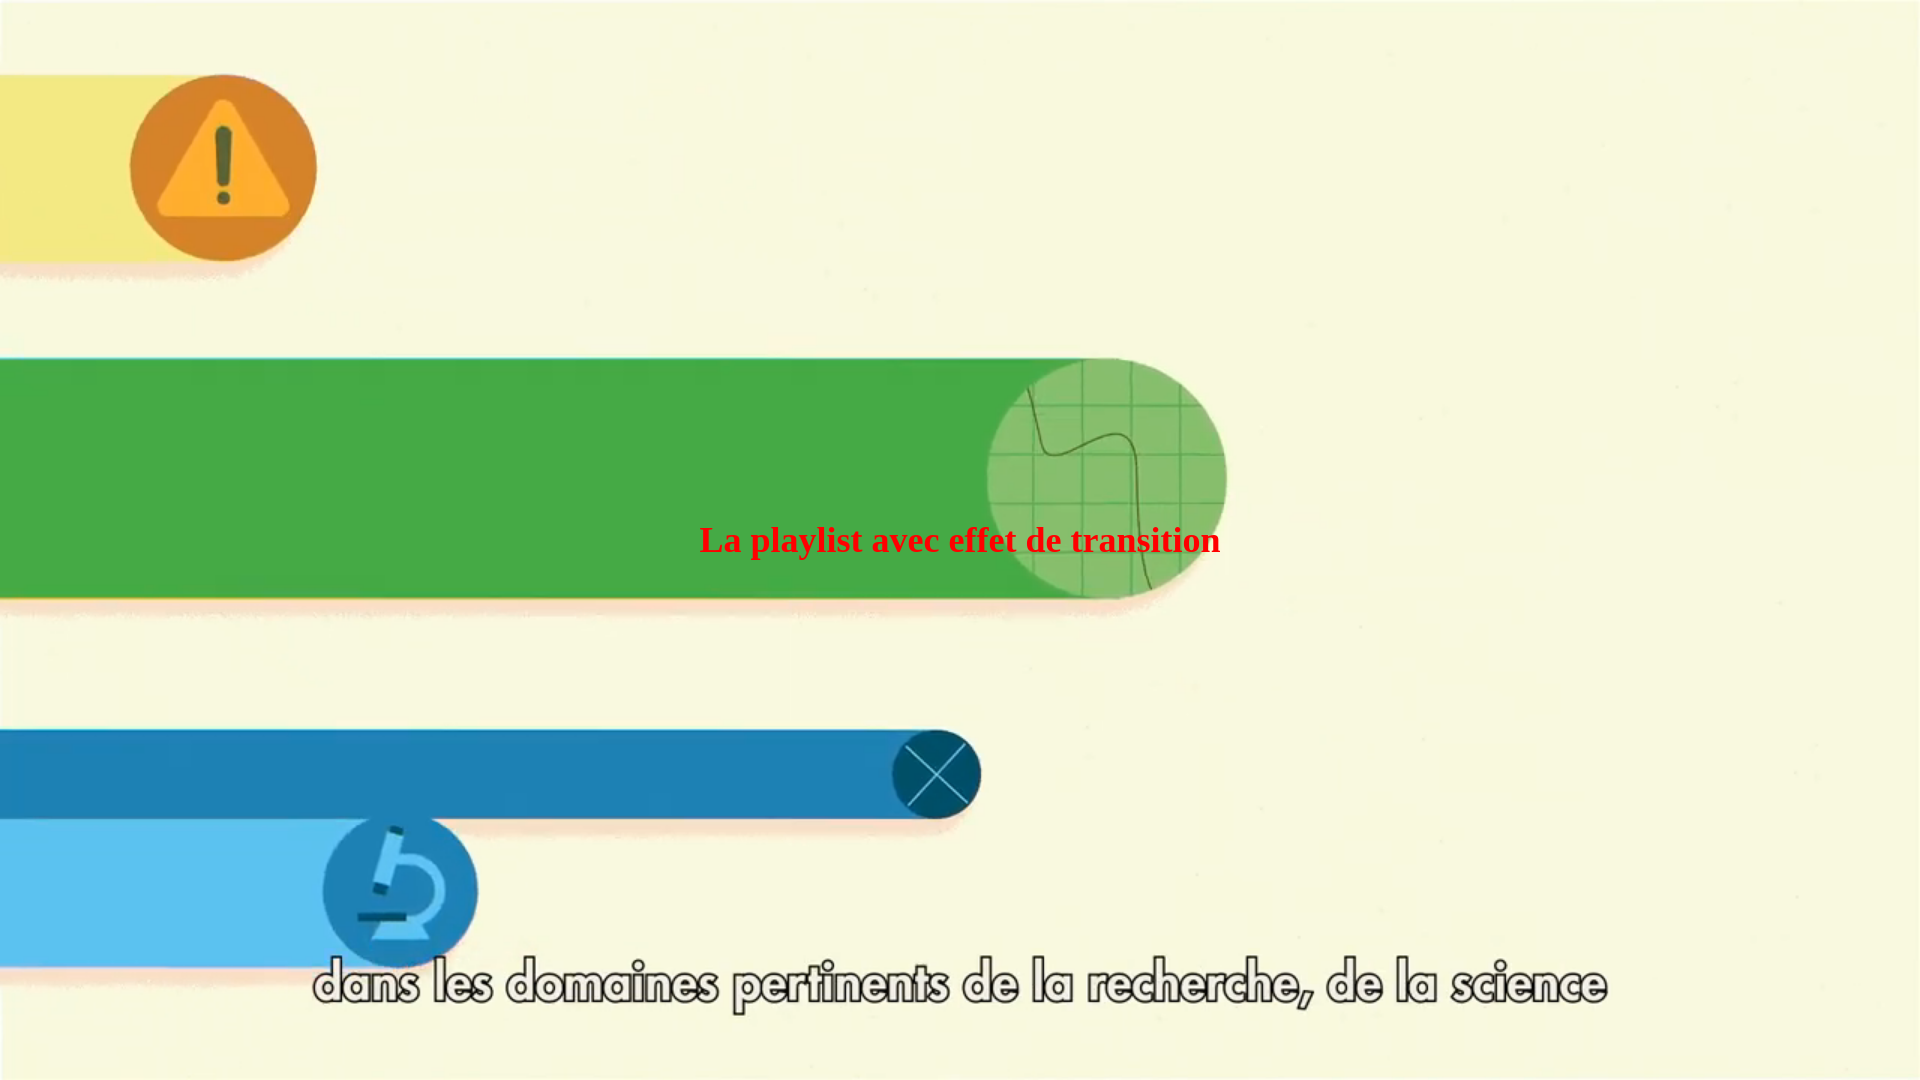 La playlist avec effet de transition
dans les domaines pertinents de la recherche, de la science